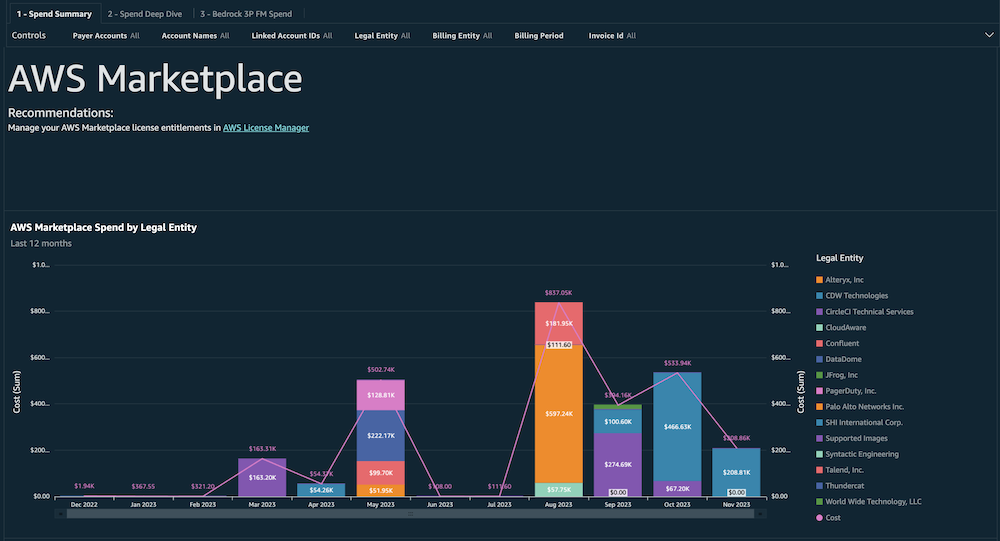 1 - Spend Summary 2 - Spend Deep Dive 3 - Bedrock 3P FM Spend
Controls Payer Accounts All Account Names All Linked Account IDs All Legal Entity All Billing Entity All Billing Period Invoice Id All
AWS Marketplace
Recommendations:
Manage your AWS Marketplace license entitlements in AWS License Manager
AWS Marketplace Spend by Legal Entity
Last 12 months
Cost (Sum)
$1.0...
$800...
$600...
$400...
$200...
$0.00
$1.94K
$367.55
$321.20
$163.31K
$163.20K
$54.26K
$502.74K
$128.81K
$222.17K
$99.70K
$51.95K
$111.60
$837.05K
$181.95K
$111.60
$597.24K
$57.75K
$100.60K
$274.69K
$0.00
$533.94K
$466.63K
$67.20K
$208.86K
$208.81K
$0.00
Dec 2022 Jan 2023 Feb 2023 Mar 2023 Apr 2023 May 2023 Jun 2023 Jul 2023 Aug 2023 Sep 2023 Oct 2023 Nov 2023
$1.0...
$800...
$600...
$400...
$200...
$0.00
Cost (Sum)
Legal Entity
Alteryx, Inc
CDW Technologies
CircleCI Technical Services
CloudAware
Confluent
DataDome
JFrog, Inc
PagerDuty, Inc.
Palo Alto Networks Inc.
SHI International Corp.
Supported Images
Syntactic Engineering
Talend, Inc.
Thundercat
World Wide Technology, LLC
Cost